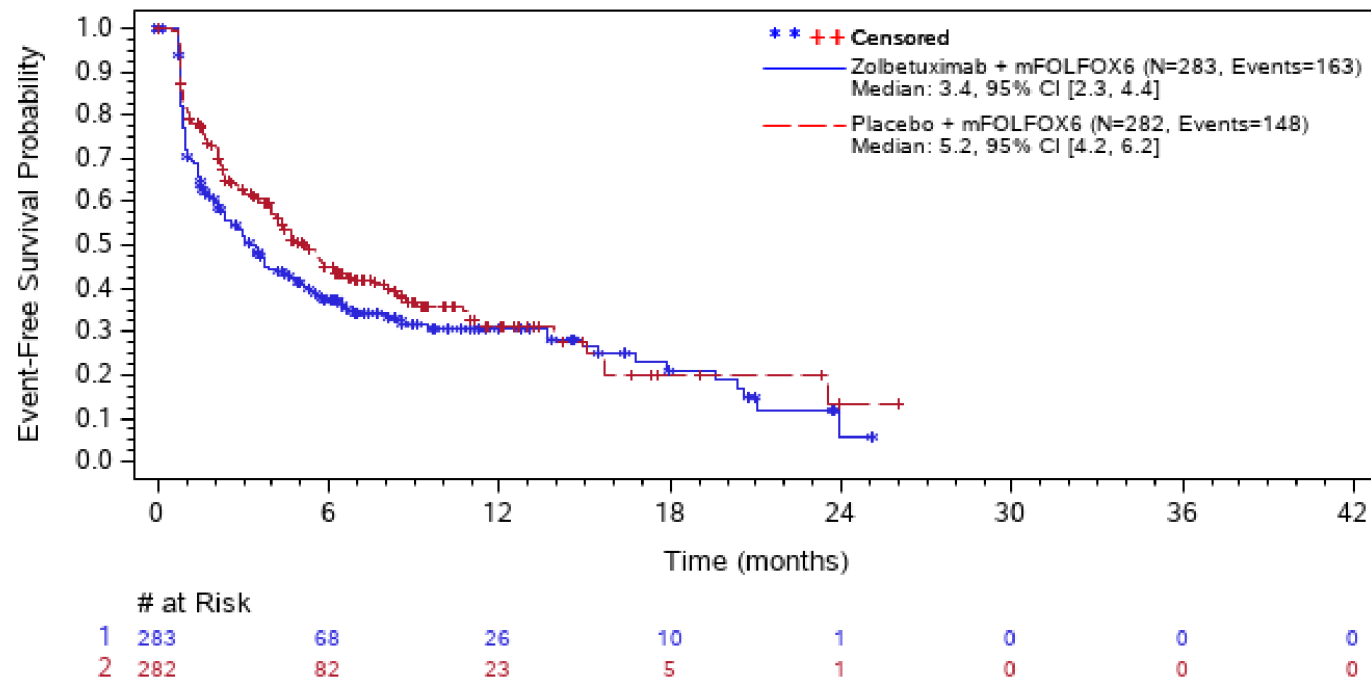 Event-Free Survival Probability
1.0
0.9
0.8
0.7
0.6
0.5
0.4
0.3
0.2
0.1
0.0
* * ++ Censored
Zolbetuximab + mFOLFOX6 (N=283, Events=163)
Median: 3.4, 95% CI [2.3, 4.4]
Placebo + mFOLFOX6 (N=282, Events=148)
Median: 5.2, 95% CI [4.2, 6.2]
0 6 12 18 24 30 36 42
Time (months)
# at Risk
1 283 68 26 10 1 0 0 0
2 282 82 23 5 1 0 0 0